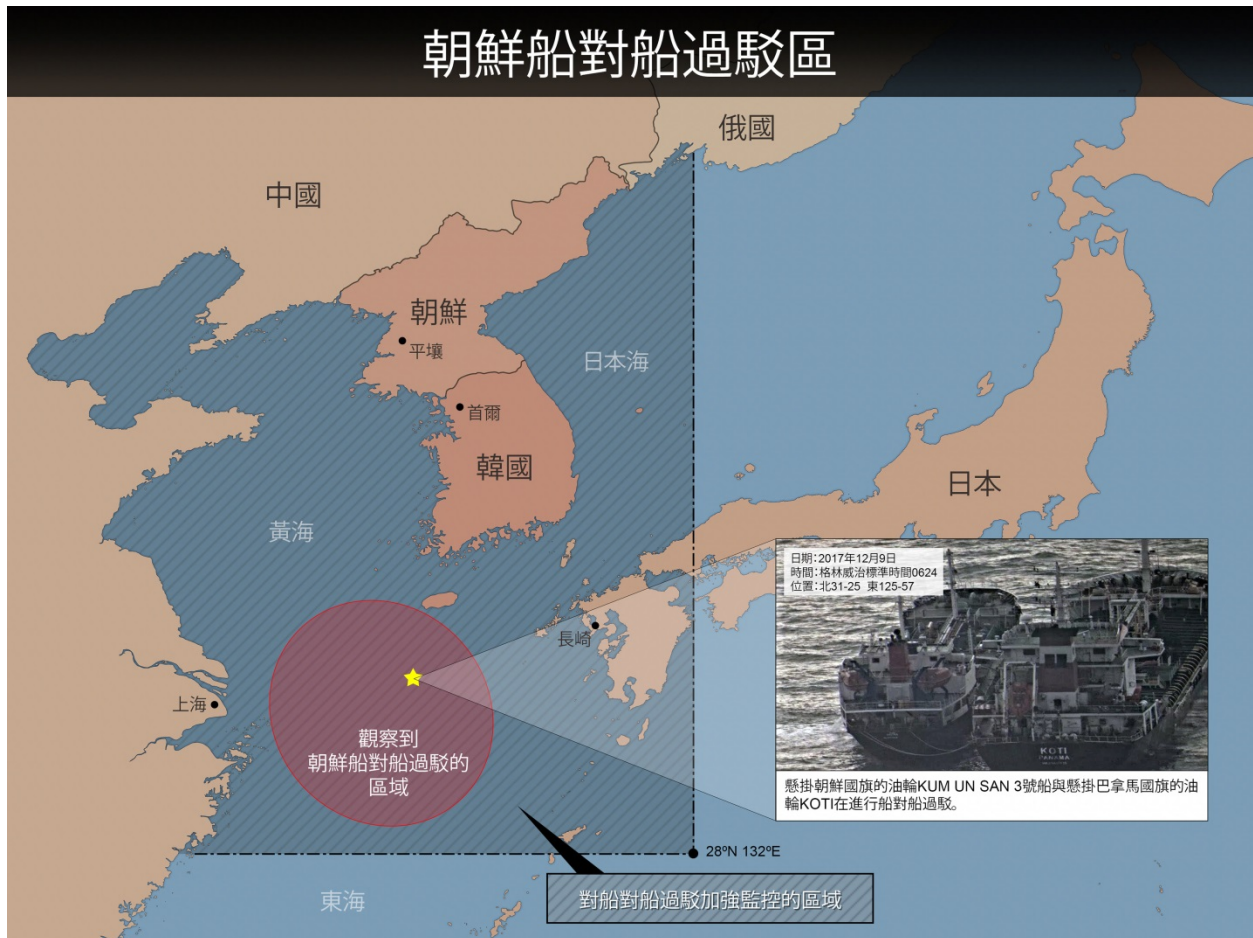 朝鮮船對船過駁區
俄國
中國
朝鮮
平壤
日本海
首爾
韓國
日本
黃海
日期：2017年12月9日
時間：格林威治標準時間0624
位置：北31-25 東125-57
長崎
上海
觀察到
朝鮮船對船過駁的
區域
KOTI
PANAMA
懸掛朝鮮國旗的油輪KUM UN SAN 3號船與懸掛巴拿馬國旗的油
輪KOTI在進行船對船過駁。
28ºN 132ºE
對船對船過駁加強監控的區域
東海